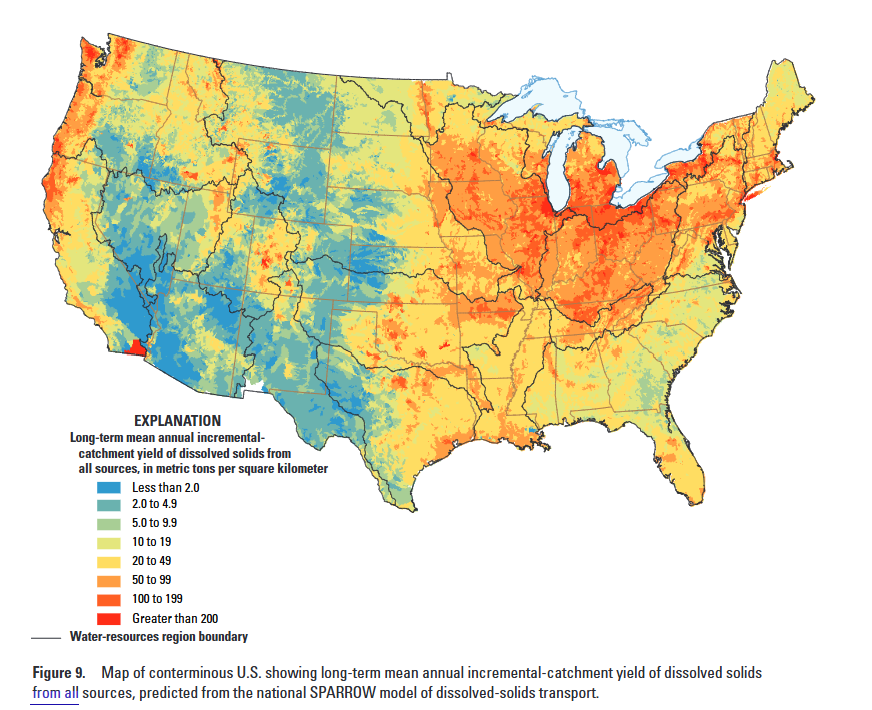 EXPLANATION
Long-term mean annual incremental-
catchment yield of dissolved solids from
all sources, in metric tons per square kilometer
Less than 2.0
2.0 to 4.9
5.0 to 9.9
10 to 19
20 to 49
50 to 99
100 to 199
Greater than 200
Water-resources region boundary
Figure 9. Map of conterminous U.S. showing long-term mean annual incremental-catchment yield of dissolved solids
from all sources, predicted from the national SPARROW model of dissolved-solids transport.